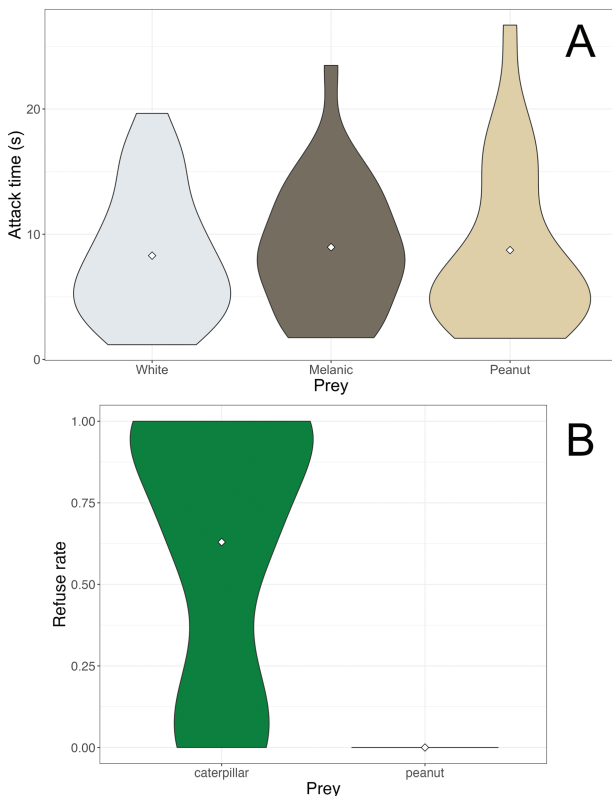 A
Attack time (s)
20
10
0
White Melanic Peanut
Prey
B
Refuse rate
1.00
0.75
0.50
0.25
0.00
caterpillar peanut
Prey